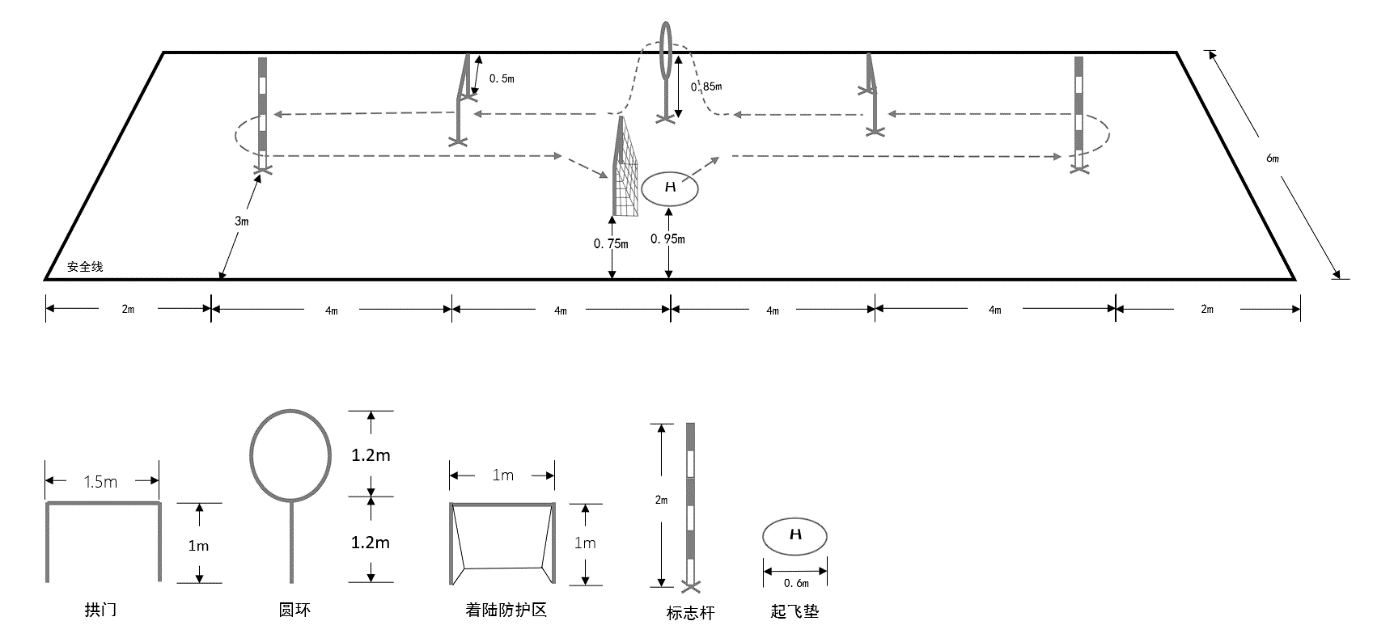 0.5m
0.85m
6m
H
3m
0.75m
0.95m
安全线
2m
4m
4m
4m
4m
2m
1.5m
1m
拱门
1.2m
1.2m
圆环
1m
1m
着陆防护区
2m
标志杆
H
0.6m
起飞垫